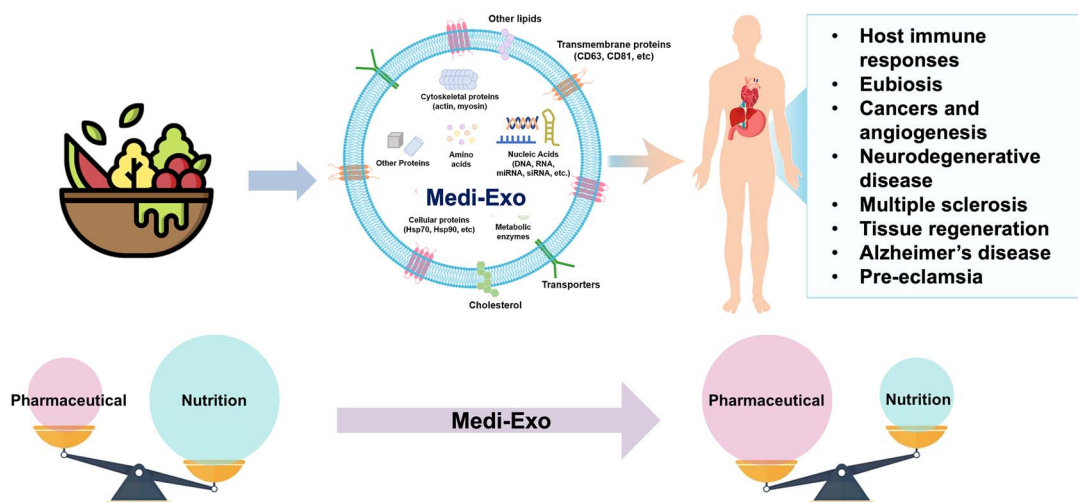 Other lipids
Transmembrane proteins
(CD63, CD81, etc)
Cytoskeletal proteins
(actin, myosin)
Other Proteins
Amino
acids
Nucleic Acids
(DNA, RNA,
miRNA, siRNA, etc.)
Medi-Exo
Cellular proteins
(Hsp70, Hsp90, etc)
Metabolic
enzymes
Transporters
Cholesterol
• Host immune
responses
• Eubiosis
• Cancers and
angiogenesis
• Neurodegenerative
disease
• Multiple sclerosis
• Tissue regeneration
• Alzheimer's disease
• Pre-eclamsia
Pharmaceutical
Nutrition
Medi-Exo
Pharmaceutical
Nutrition